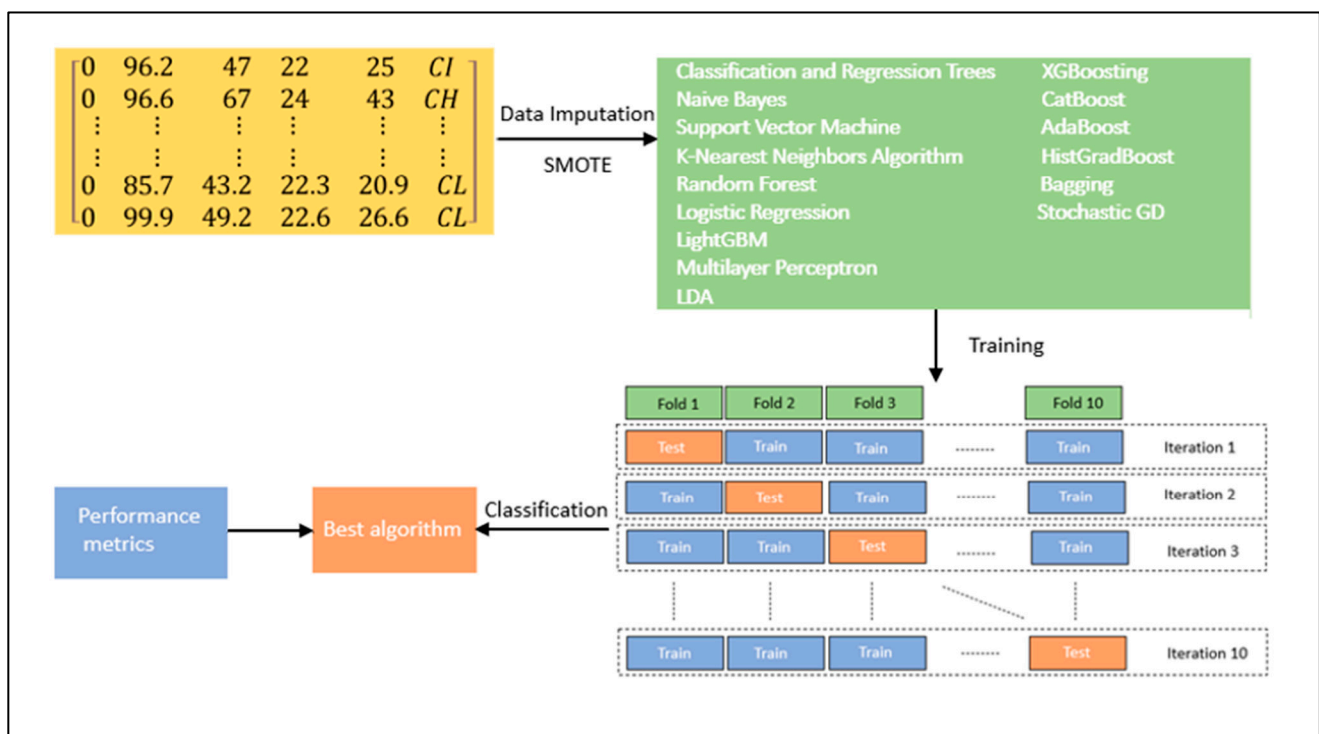 0 96.2 47 22 25 CI
0 96.6 67 24 43 CH
⋮ ⋮ ⋮ ⋮ ⋮ ⋮
⋮ ⋮ ⋮ ⋮ ⋮ ⋮
0 85.7 43.2 22.3 20.9 CL
0 99.9 49.2 22.6 26.6 CL
Data Imputation
SMOTE
Classification and Regression Trees
Naive Bayes
Support Vector Machine
K-Nearest Neighbors Algorithm
Random Forest
Logistic Regression
LightGBM
Multilayer Perceptron
LDA
XGBoosting
CatBoost
AdaBoost
HistGradBoost
Bagging
Stochastic GD
Training
Fold 1 Fold 2 Fold 3 Fold 10
Test Train Train -------- Train Iteration 1
Train Test Train -------- Train Iteration 2
Train Train Test -------- Train Iteration 3
Train Train Train -------- Test Iteration 10
Classification
Best algorithm
Performance
metrics